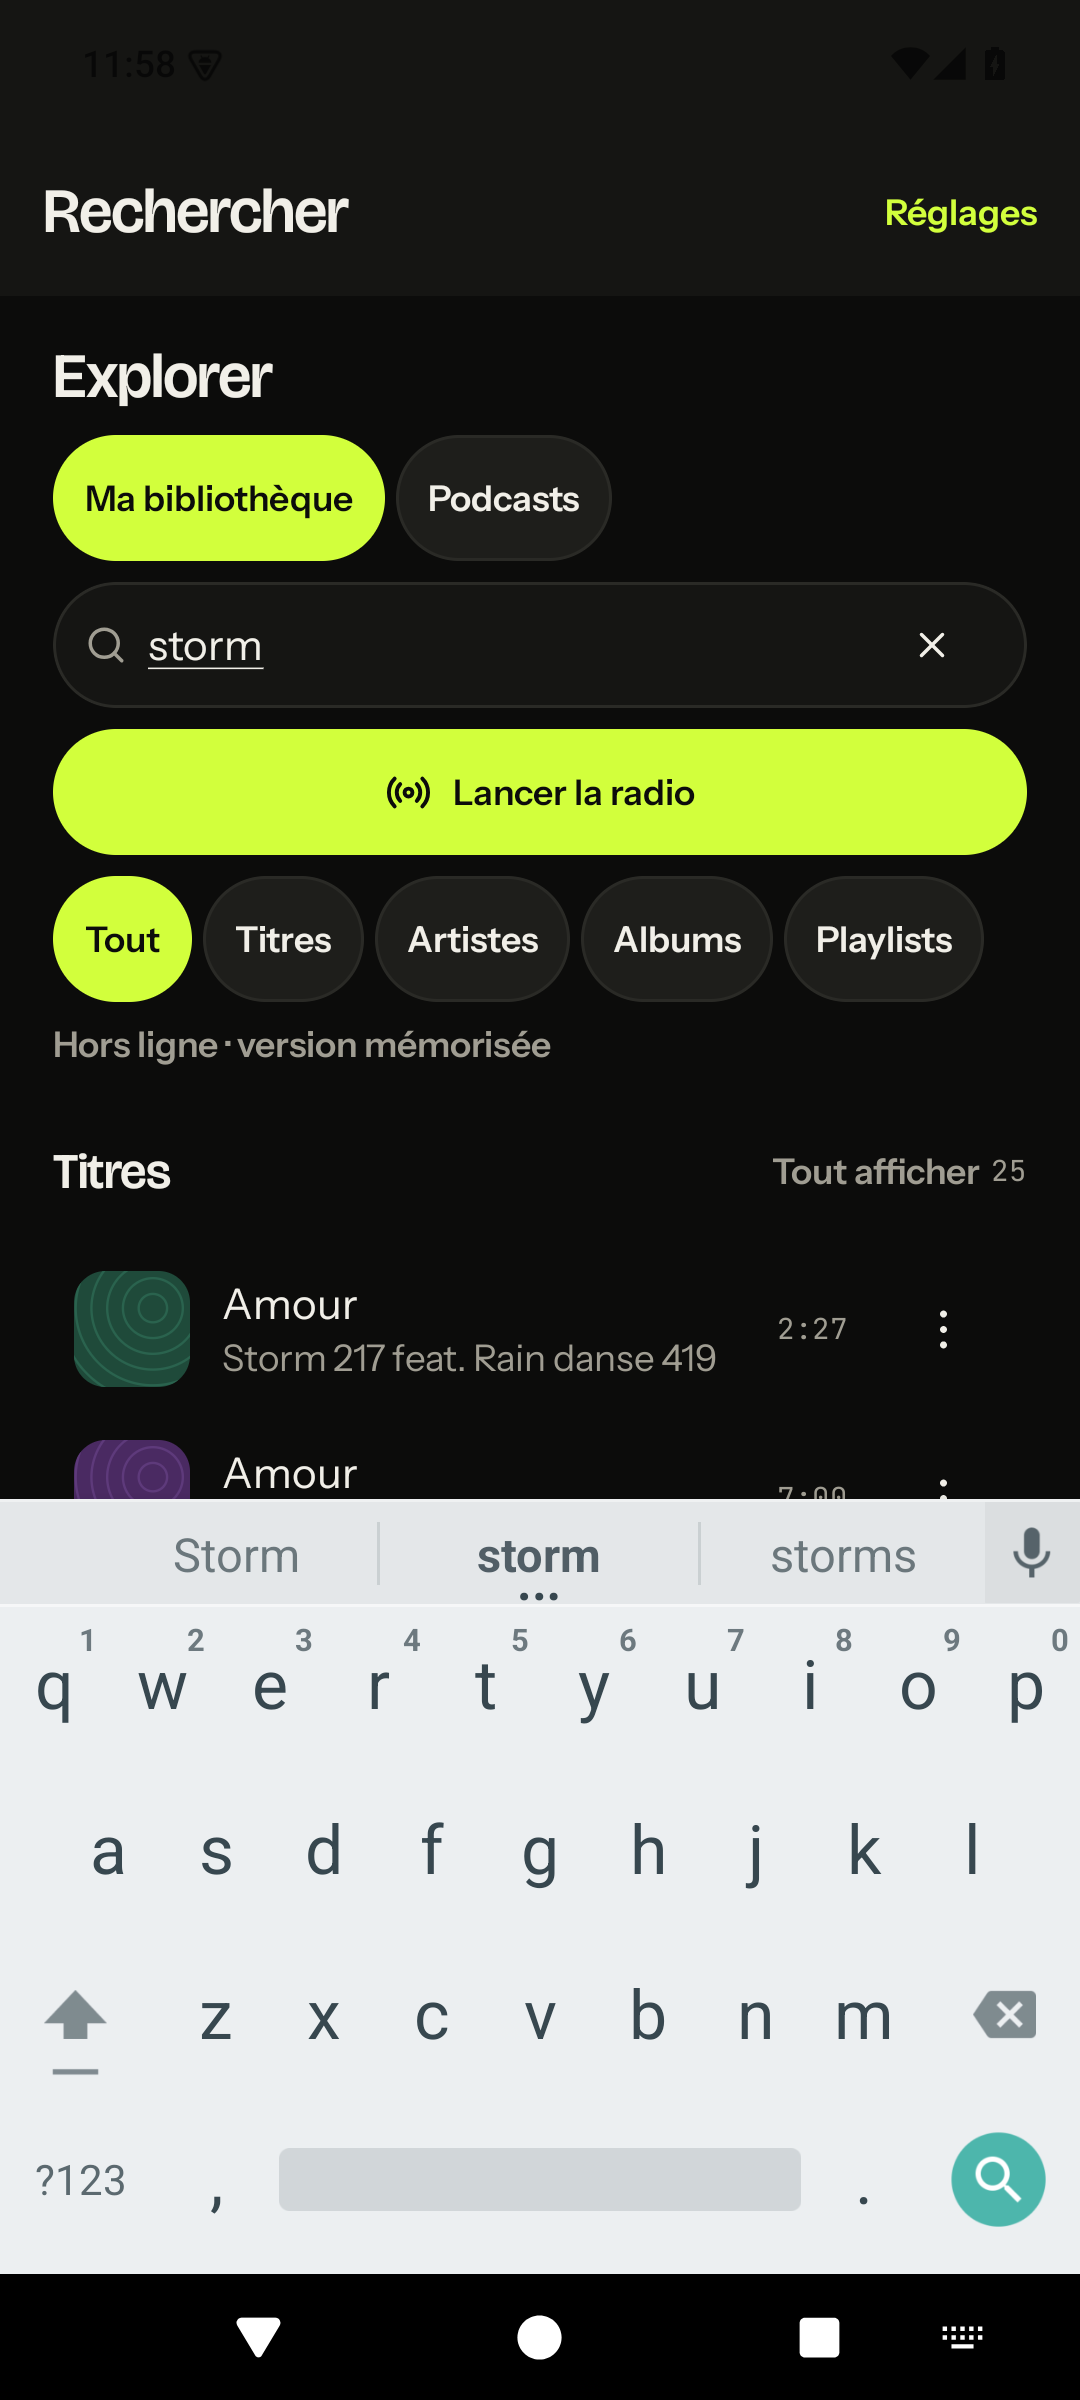 11:58
Rechercher
Réglages
Explorer
Ma bibliothèque
Podcasts
storm
Lancer la radio
Tout
Titres
Artistes
Albums
Playlists
Hors ligne · version mémorisée
Titres
Tout afficher 25
Amour
2:27
Storm 217 feat. Rain danse 419
Amour
7:00
Storm
storm
storms
1 2 3 4 5 6 7 8 9 0
q w e r t y u i o p
a s d f g h j k l
z x c v b n m
?123 , .